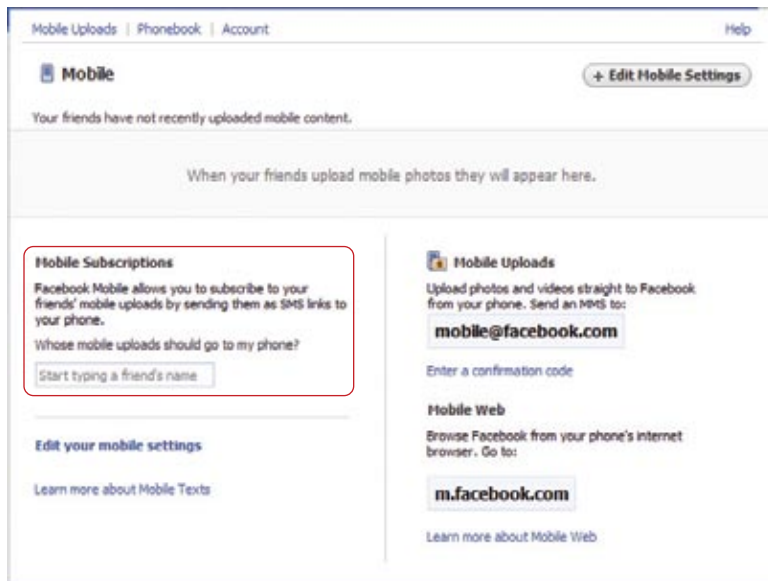 Mobile Uploads | Phonebook | Account
Help
Mobile
+ Edit Mobile Settings
Your friends have not recently uploaded mobile content.
When your friends upload mobile photos they will appear here.
Mobile Subscriptions
Facebook Mobile allows you to subscribe to your
friends' mobile uploads by sending them as SMS links to
your phone.
Whose mobile uploads should go to my phone?
Start typing a friend's name
Edit your mobile settings
Learn more about Mobile Texts
Mobile Uploads
Upload photos and videos straight to Facebook
from your phone. Send an MMS to:
mobile@facebook.com
Enter a confirmation code
Mobile Web
Browse Facebook from your phone's internet
browser. Go to:
m.facebook.com
Learn more about Mobile Web